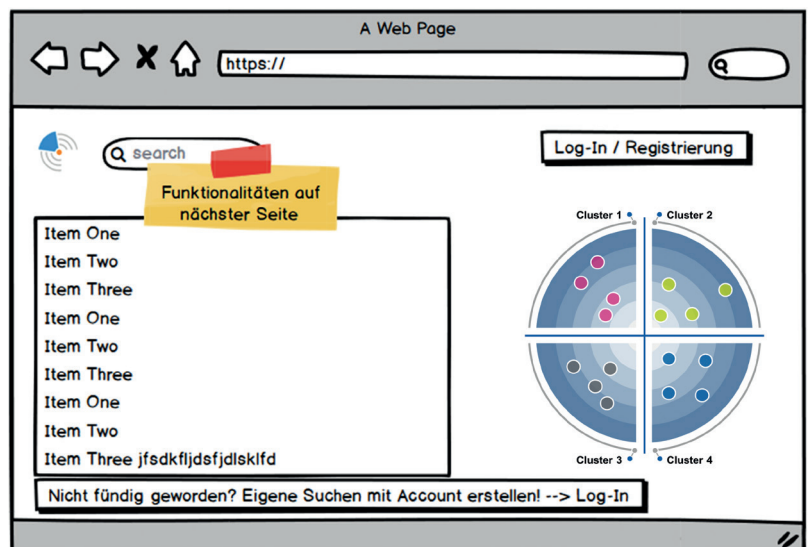 A Web Page
https://
search
Log-In / Registrierung
Funktionalitäten auf
nächster Seite
Item One
Item Two
Item Three
Item One
Item Two
Item Three
Item One
Item Two
Item Three jfsdkfljdsfjdlsklfd
Cluster 1
Cluster 2
Cluster 3
Cluster 4
Nicht fündig geworden? Eigene Suchen mit Account erstellen! --> Log-In